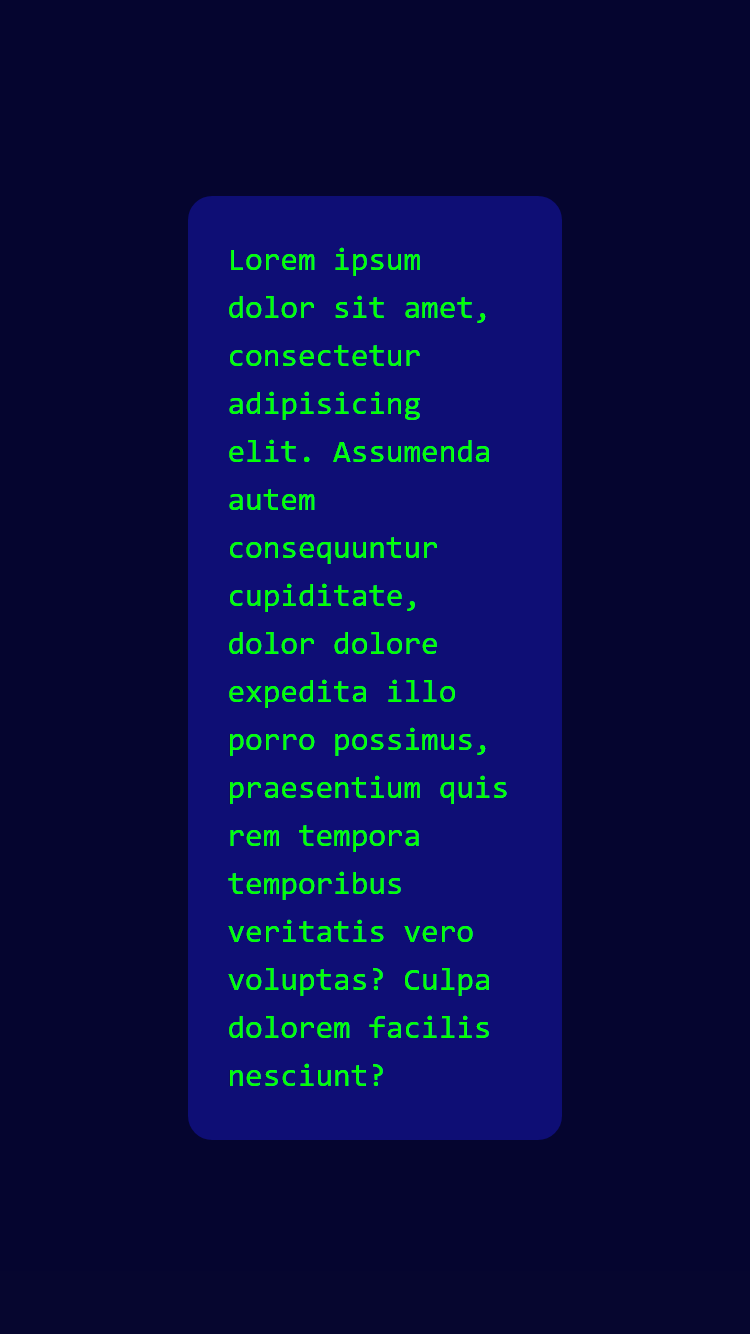 Lorem ipsum
dolor sit amet,
consectetur
adipisicing
elit. Assumenda
autem
consequuntur
cupiditate,
dolor dolore
expedita illo
porro possimus,
praesentium quis
rem tempora
temporibus
veritatis vero
voluptas? Culpa
dolorem facilis
nesciunt?